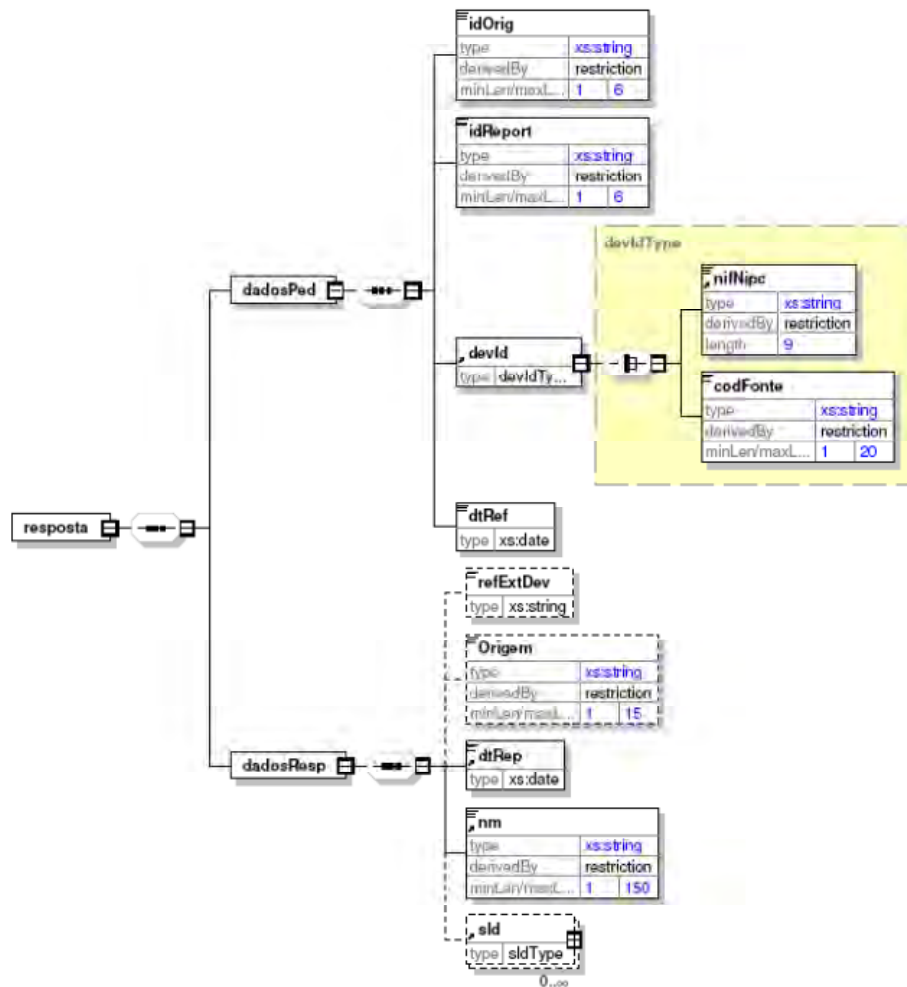 idOrig
type xs:string
derivedBy restriction
minLen/maxL... 1 6
idReport
type xs:string
derivedBy restriction
minLen/maxL... 1 6
devIdType
nifNipc
type xs:string
derivedBy restriction
length 9
dadosPed
devId
type devIdTy...
codFonte
type xs:string
derivedBy restriction
minLen/maxL... 1 20
dtRef
type xs:date
resposta
refExtDev
type xs:string
Origem
type xs:string
derivedBy restriction
minLen/maxL... 1 15
dadosResp
dtRep
type xs:date
nm
type xs:string
derivedBy restriction
minLen/maxL... 1 150
sld
type sldType
0..∞